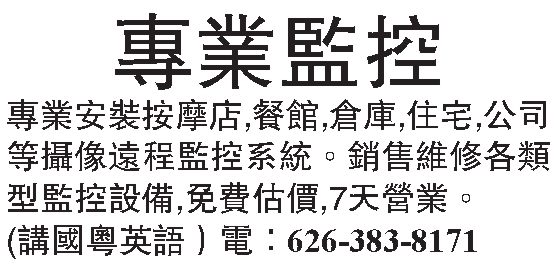 專業監控
專業安裝按摩店,餐館,倉庫,住宅,公司
等攝像遠程監控系統。銷售維修各類
型監控設備,免費估價,7天營業。
(講國粵英語)電:626-383-8171